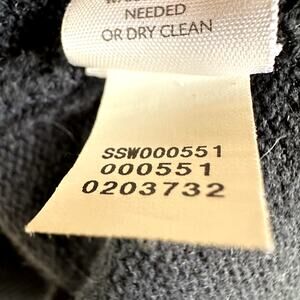 NEEDED
OR DRY CLEAN
SSW000551
000551
0203732